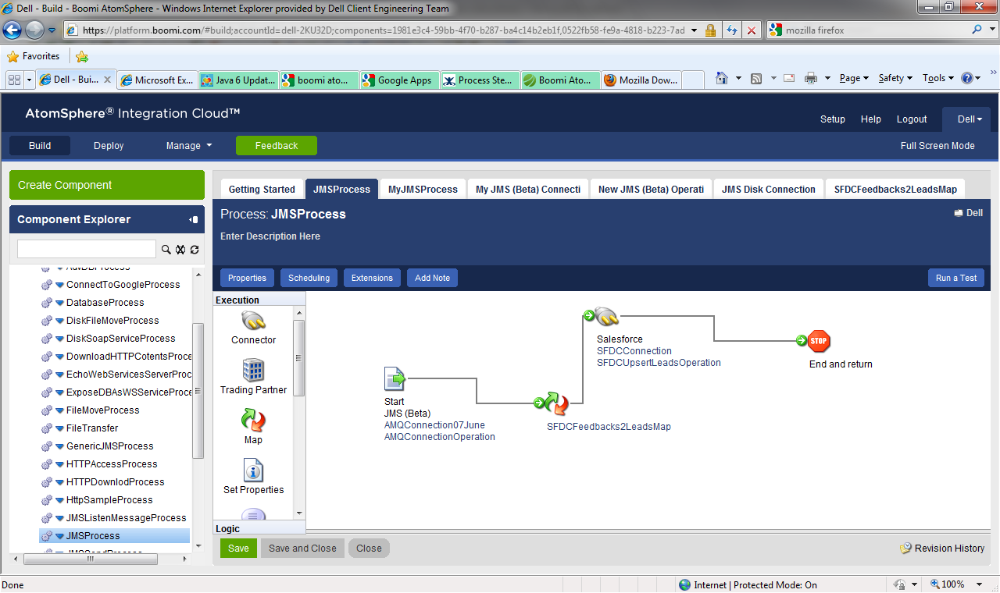 Dell - Build - Boomi AtomSphere - Windows Internet Explorer provided by Dell Client Engineering Team
https://platform.boomi.com/#build;accountId=dell-2KU32D;components=1981e3c4-59bb-4f70-b287-ba4c14b2eb1f,0522fb58-fe9a-4818-b223-7ad
mozilla firefox
Favorites
Dell - Bui...
Microsoft Ex...
Java 6 Updat...
boomi ato...
Google Apps
Process Ste...
Boomi Ato...
Mozilla Dow...
Page
Safety
Tools
AtomSphere® Integration Cloud™
Setup
Help
Logout
Dell
Build
Deploy
Manage
Feedback
Full Screen Mode
Create Component
Component Explorer
AdvDBProcess
ConnectToGoogleProcess
DatabaseProcess
DiskFileMoveProcess
DiskSoapServiceProcess
DownloadHTTPCotentsProce
EchoWebServicesServerProc
ExposeDBAsWSServiceProce
FileMoveProcess
FileTransfer
GenericJMSProcess
HTTPAccessProcess
HTTPDownlodProcess
HttpSampleProcess
JMSListenMessageProcess
JMSProcess
JMSSendProcess
Getting Started
JMSProcess
MyJMSProcess
My JMS (Beta) Connecti
New JMS (Beta) Operati
JMS Disk Connection
SFDCFeedbacks2LeadsMap
Process: JMSProcess
Dell
Enter Description Here
Properties
Scheduling
Extensions
Add Note
Run a Test
Execution
Connector
Trading Partner
Map
Set Properties
Logic
Start
JMS (Beta)
AMQConnection07June
AMQConnectionOperation
SFDCFeedbacks2LeadsMap
Salesforce
SFDCConnection
SFDCUpsertLeadsOperation
STOP
End and return
Save
Save and Close
Close
Revision History
Done
Internet | Protected Mode: On
100%